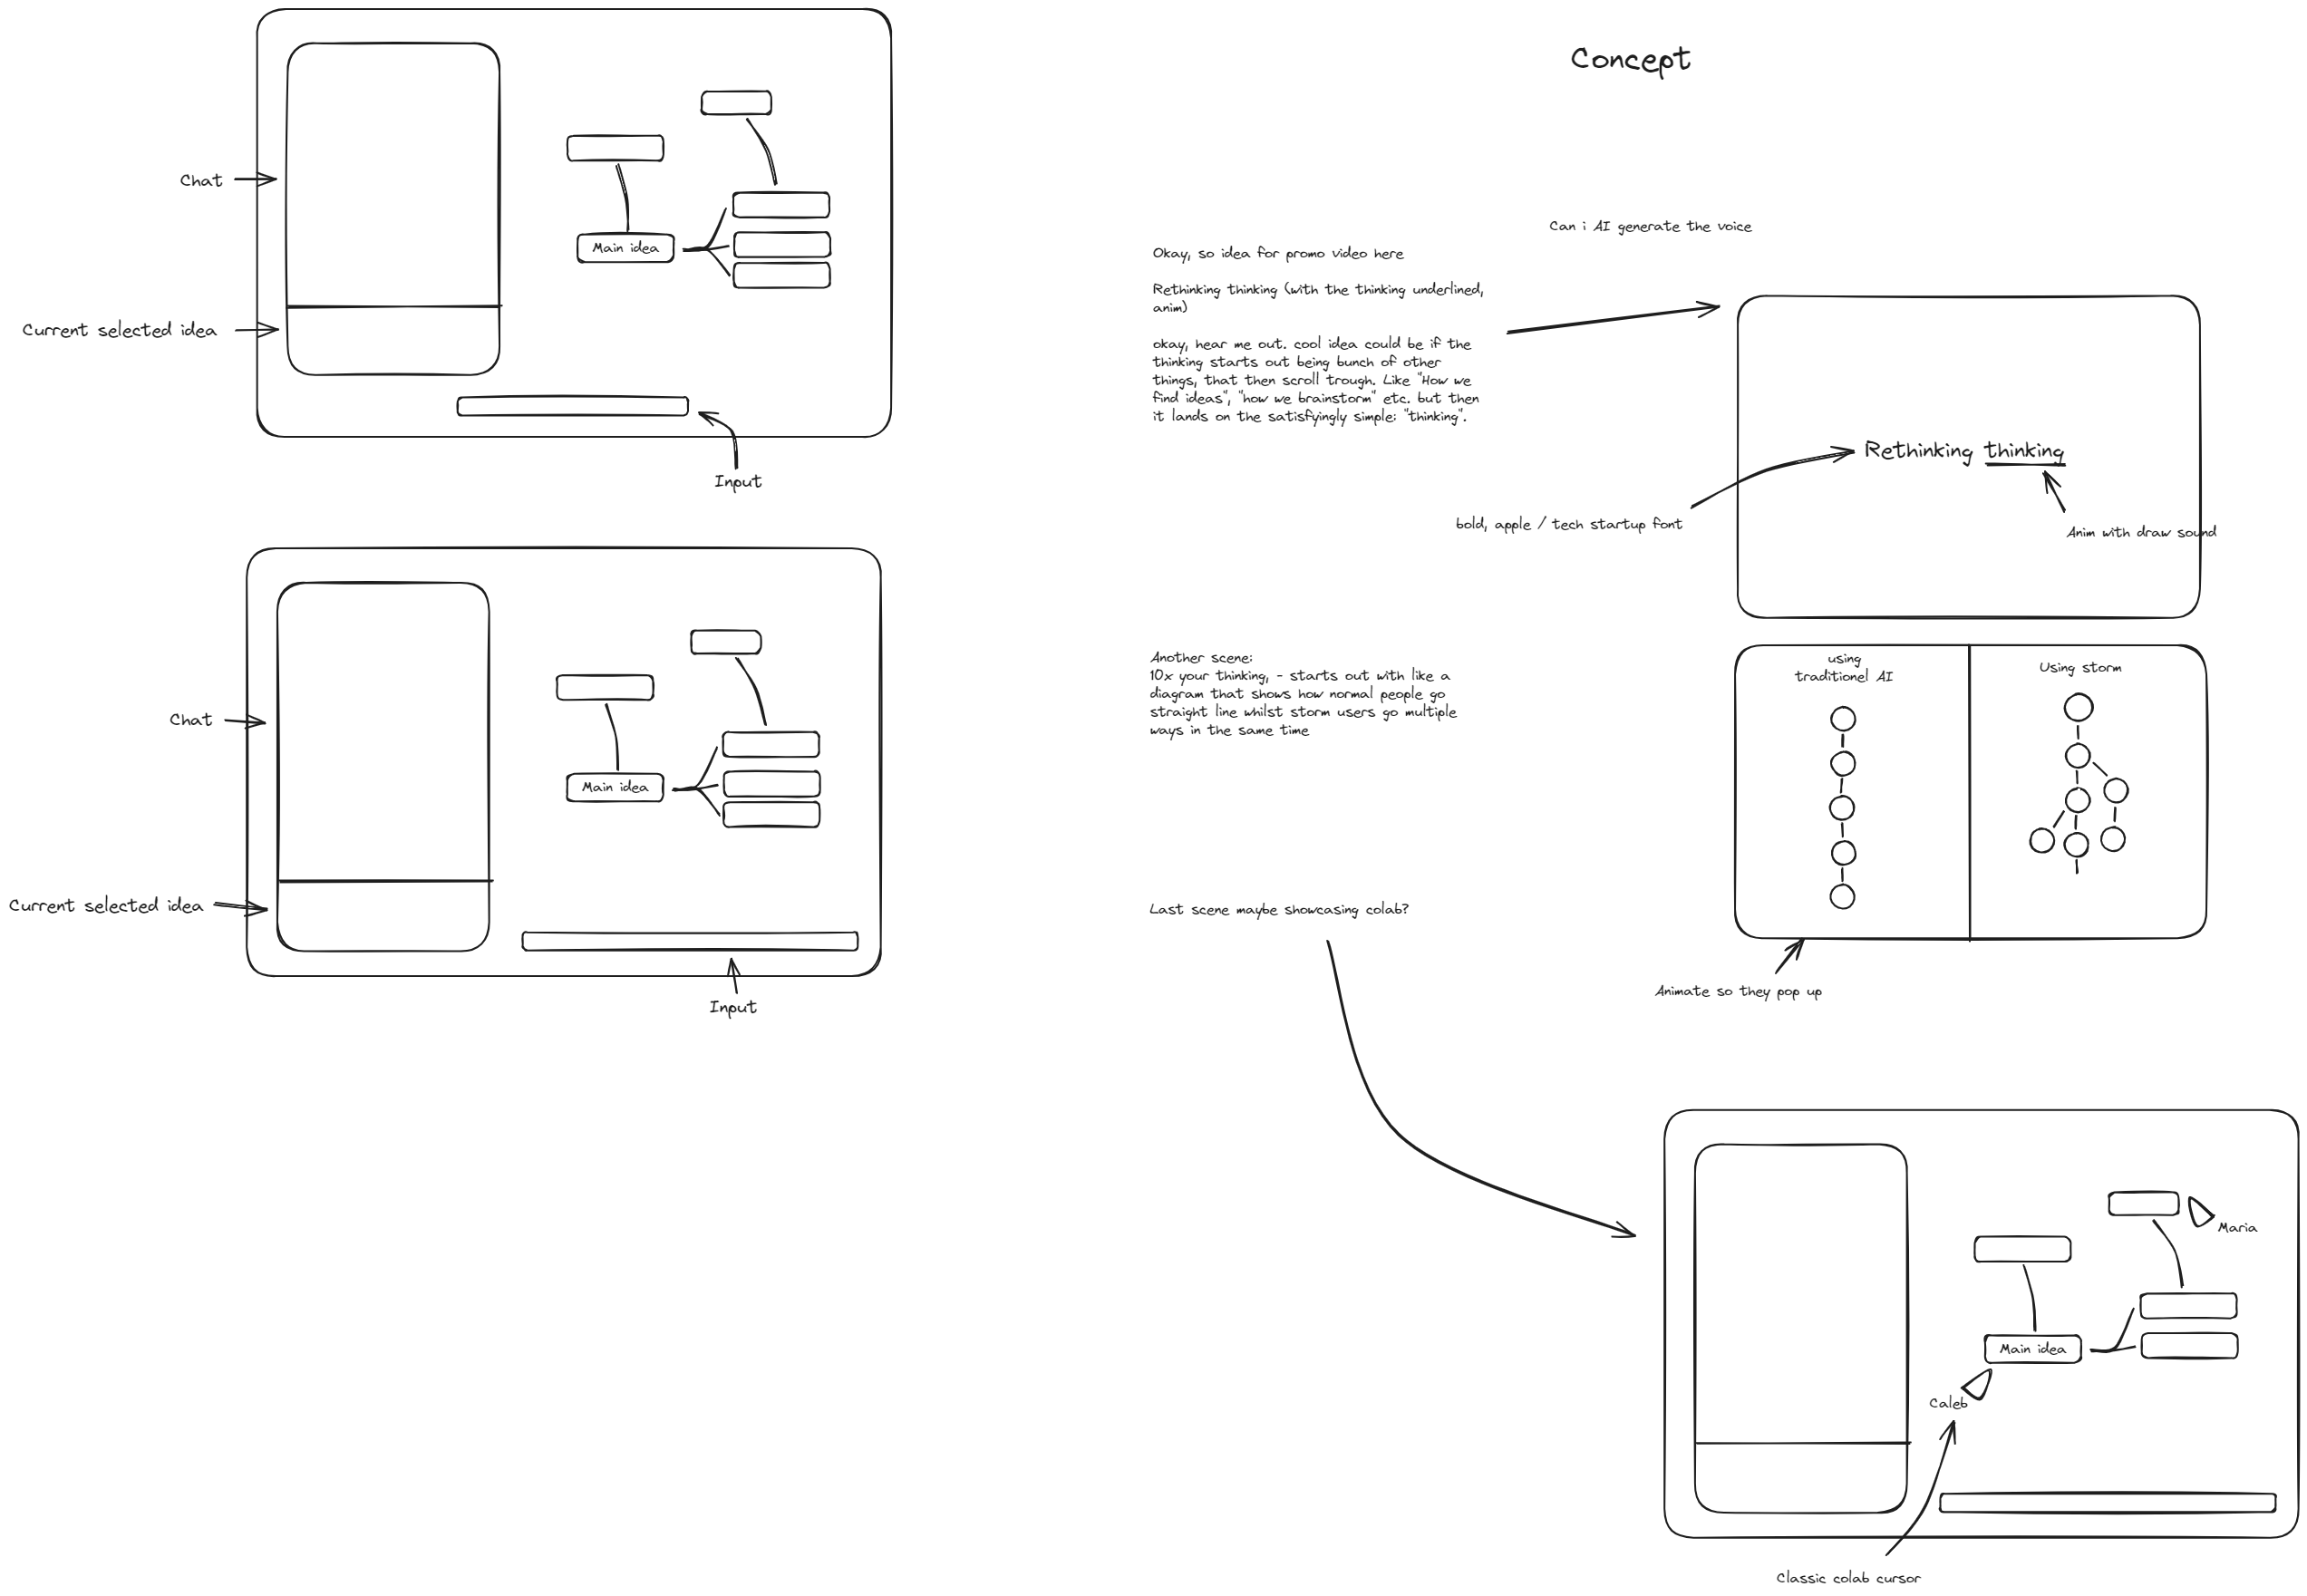 Chat
Main idea
Current selected idea
Input
Chat
Main idea
Current selected idea
Input
Concept
Can i AI generate the voice
Okay, so idea for promo video here
Rethinking thinking (with the thinking underlined,
anim)
okay, hear me out. cool idea could be if the
thinking starts out being bunch of other
things, that then scroll trough. Like "How we
find ideas", "how we brainstorm" etc. but then
it lands on the satisfyingly simple: "thinking".
Rethinking thinking
bold, apple / tech startup font
Anim with draw sound
Another scene:
10x your thinking, - starts out with like a
diagram that shows how normal people go
straight line whilst storm users go multiple
ways in the same time
using
traditionel AI
Using storm
Animate so they pop up
Last scene maybe showcasing colab?
Maria
Main idea
Caleb
Classic colab cursor